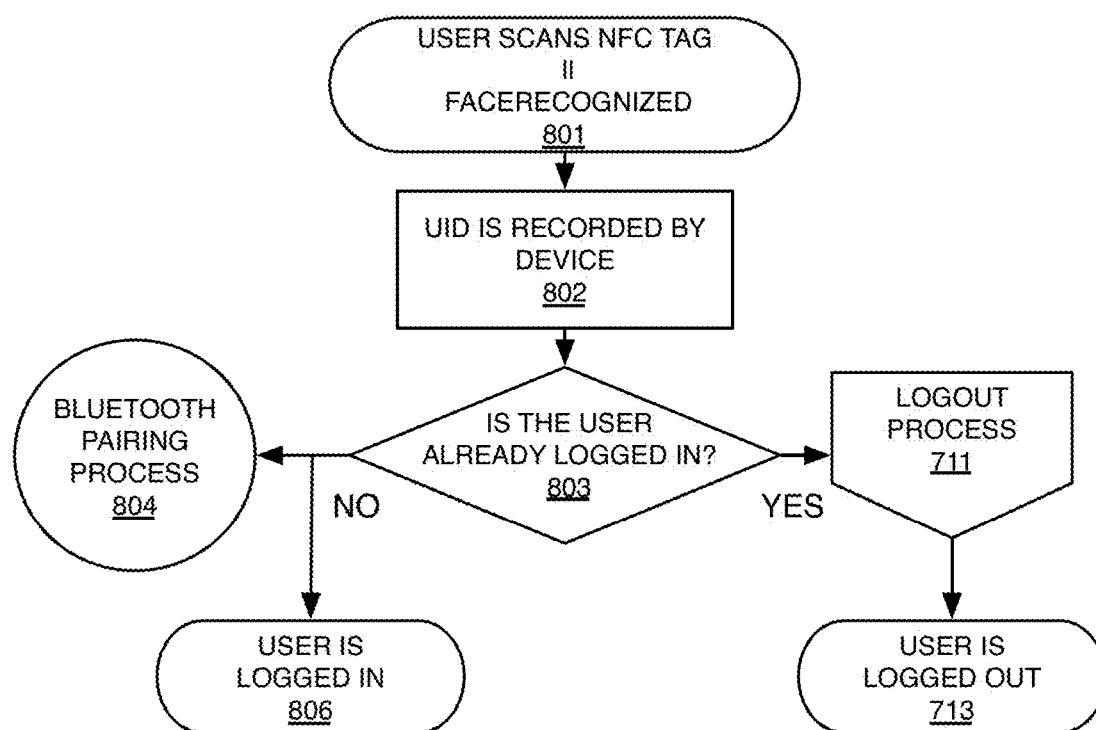 USER SCANS NFC TAG
II
FACERECOGNIZED
801
UID IS RECORDED BY
DEVICE
802
BLUETOOTH
PAIRING
PROCESS
804
IS THE USER
ALREADY LOGGED IN?
803
LOGOUT
PROCESS
711
NO
YES
USER IS
LOGGED IN
806
USER IS
LOGGED OUT
713